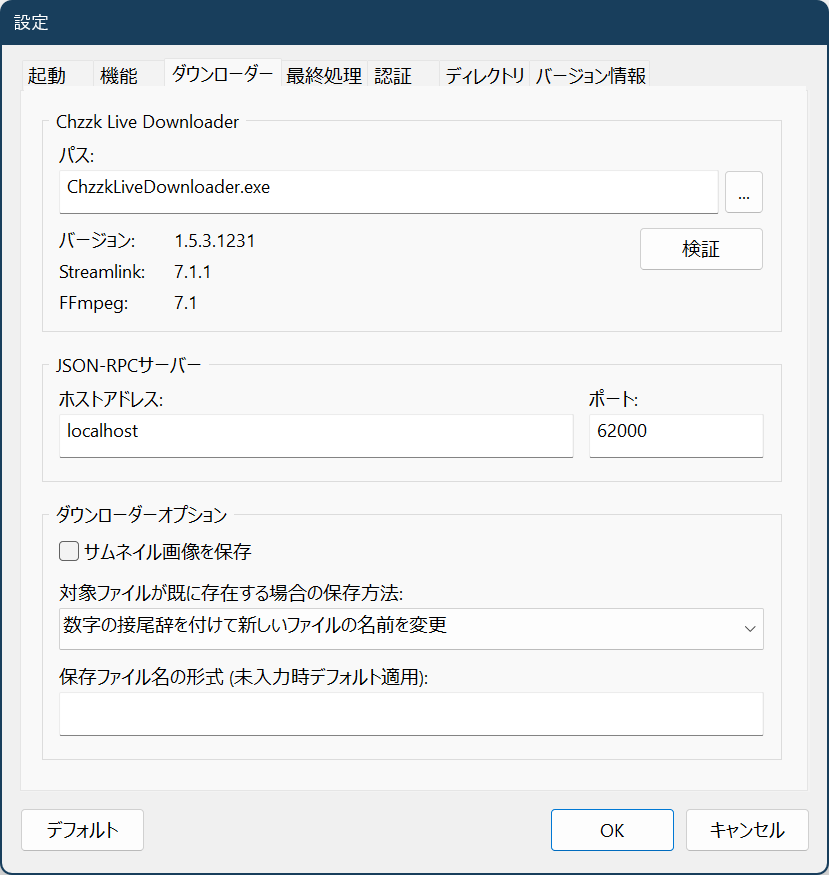 設定
起動 機能 ダウンローダー 最終処理 認証 ディレクトリ バージョン情報
Chzzk Live Downloader
パス:
ChzzkLiveDownloader.exe ...
バージョン: 1.5.3.1231 検証
Streamlink: 7.1.1
FFmpeg: 7.1
JSON-RPCサーバー
ホストアドレス: ポート:
localhost 62000
ダウンローダーオプション
サムネイル画像を保存
対象ファイルが既に存在する場合の保存方法:
数字の接尾辞を付けて新しいファイルの名前を変更
保存ファイル名の形式 (未入力時デフォルト適用):
デフォルト OK キャンセル